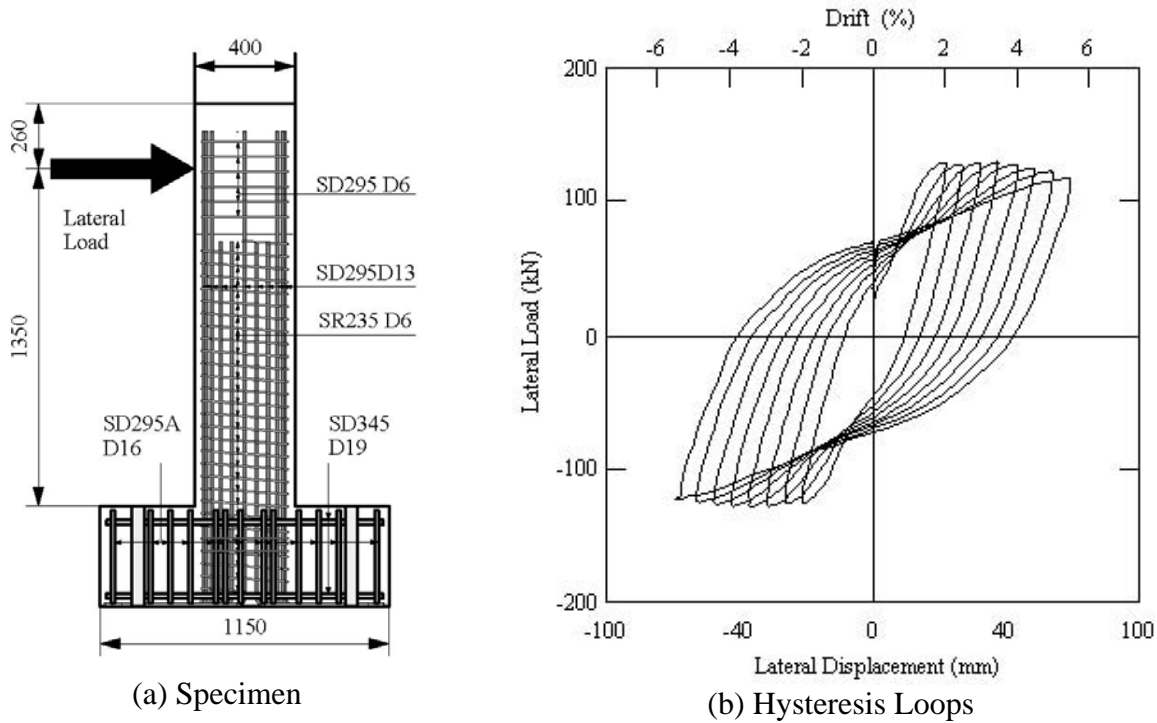 400
260
Lateral
Load
SD295 D6
SD295D13
SR235 D6
1350
SD295A
D16
SD345
D19
1150
(a) Specimen
Drift (%)
-6 -4 -2 0 2 4 6
200
100
0
-100
-200
Lateral Load (kN)
-100 -40 0 40 100
Lateral Displacement (mm)
(b) Hysteresis Loops